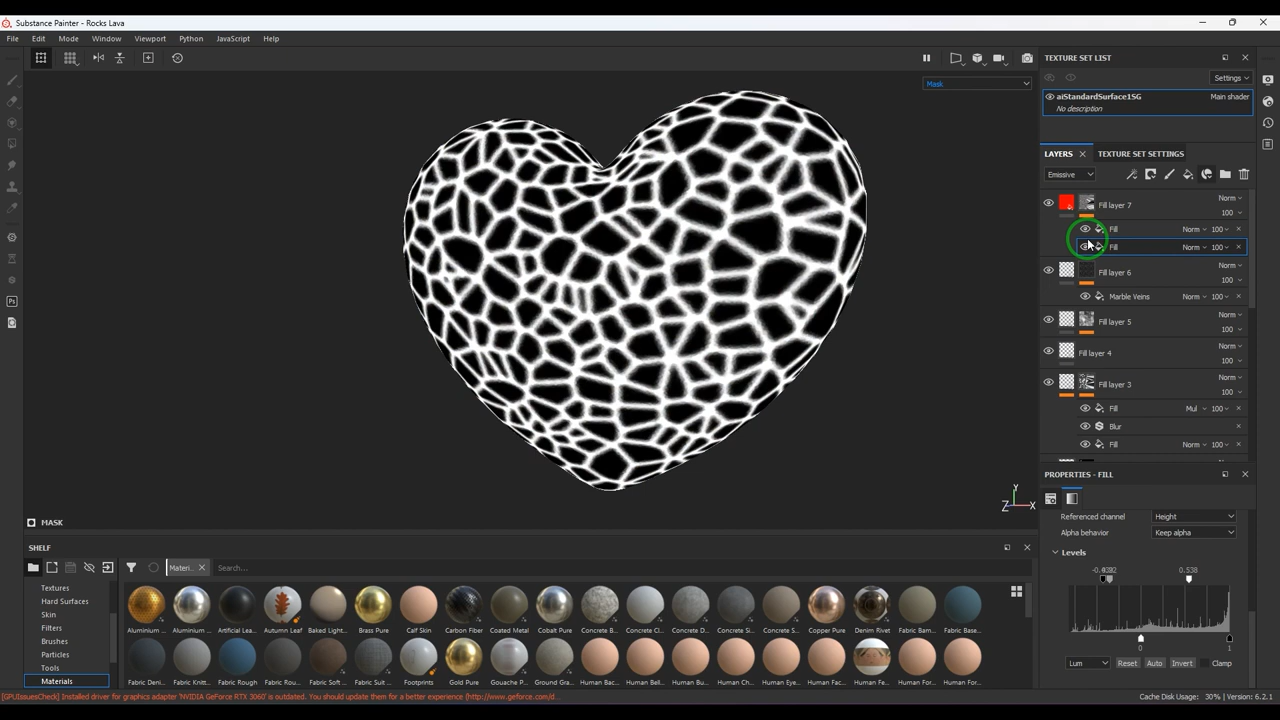 Substance Painter - Rocks Lava
File Edit Mode Window Viewport Python JavaScript Help
Mask
TEXTURE SET LIST
Settings
aiStandardSurface1SG Main shader
No description
LAYERS TEXTURE SET SETTINGS
Emissive
Fill layer 7 Norm
100
Fill Norm 100
Fill Norm 100
Fill layer 6 Norm
100
Marble Veins Norm 100
Fill layer 5 Norm
100
Fill layer 4 Norm
100
Fill layer 3 Norm
100
Fill Mul 100
Blur
Fill Norm 100
PROPERTIES - FILL
Referenced channel Height
Alpha behavior Keep alpha
Levels
0.538
0 1
Lum Reset Auto Invert Clamp
Z Y X
MASK
SHELF
Materi... Search...
Textures
Hard Surfaces
Skin
Filters
Brushes
Particles
Tools
Materials
Aluminium ... Aluminium ... Artificial Lea... Autumn Leaf Baked Light... Brass Pure Calf Skin Carbon Fiber Coated Metal Cobalt Pure Concrete B... Concrete Cl... Concrete D... Concrete Si... Concrete S... Copper Pure Denim Rivet Fabric Bam... Fabric Base...
Fabric Deni... Fabric Knitt... Fabric Rough Fabric Rou... Fabric Soft ... Fabric Suit ... Footprints Gold Pure Gouache P... Ground Gra... Human Bac... Human Bell... Human Bu... Human Ch... Human Eye... Human Fac... Human Fe... Human For... Human For...
[GPUIssuesCheck] Installed driver for graphics adapter 'NVIDIA GeForce RTX 3060' is outdated. You should update them for a better experience (http://www.geforce.com/d...
Cache Disk Usage: 30% | Version: 6.2.1